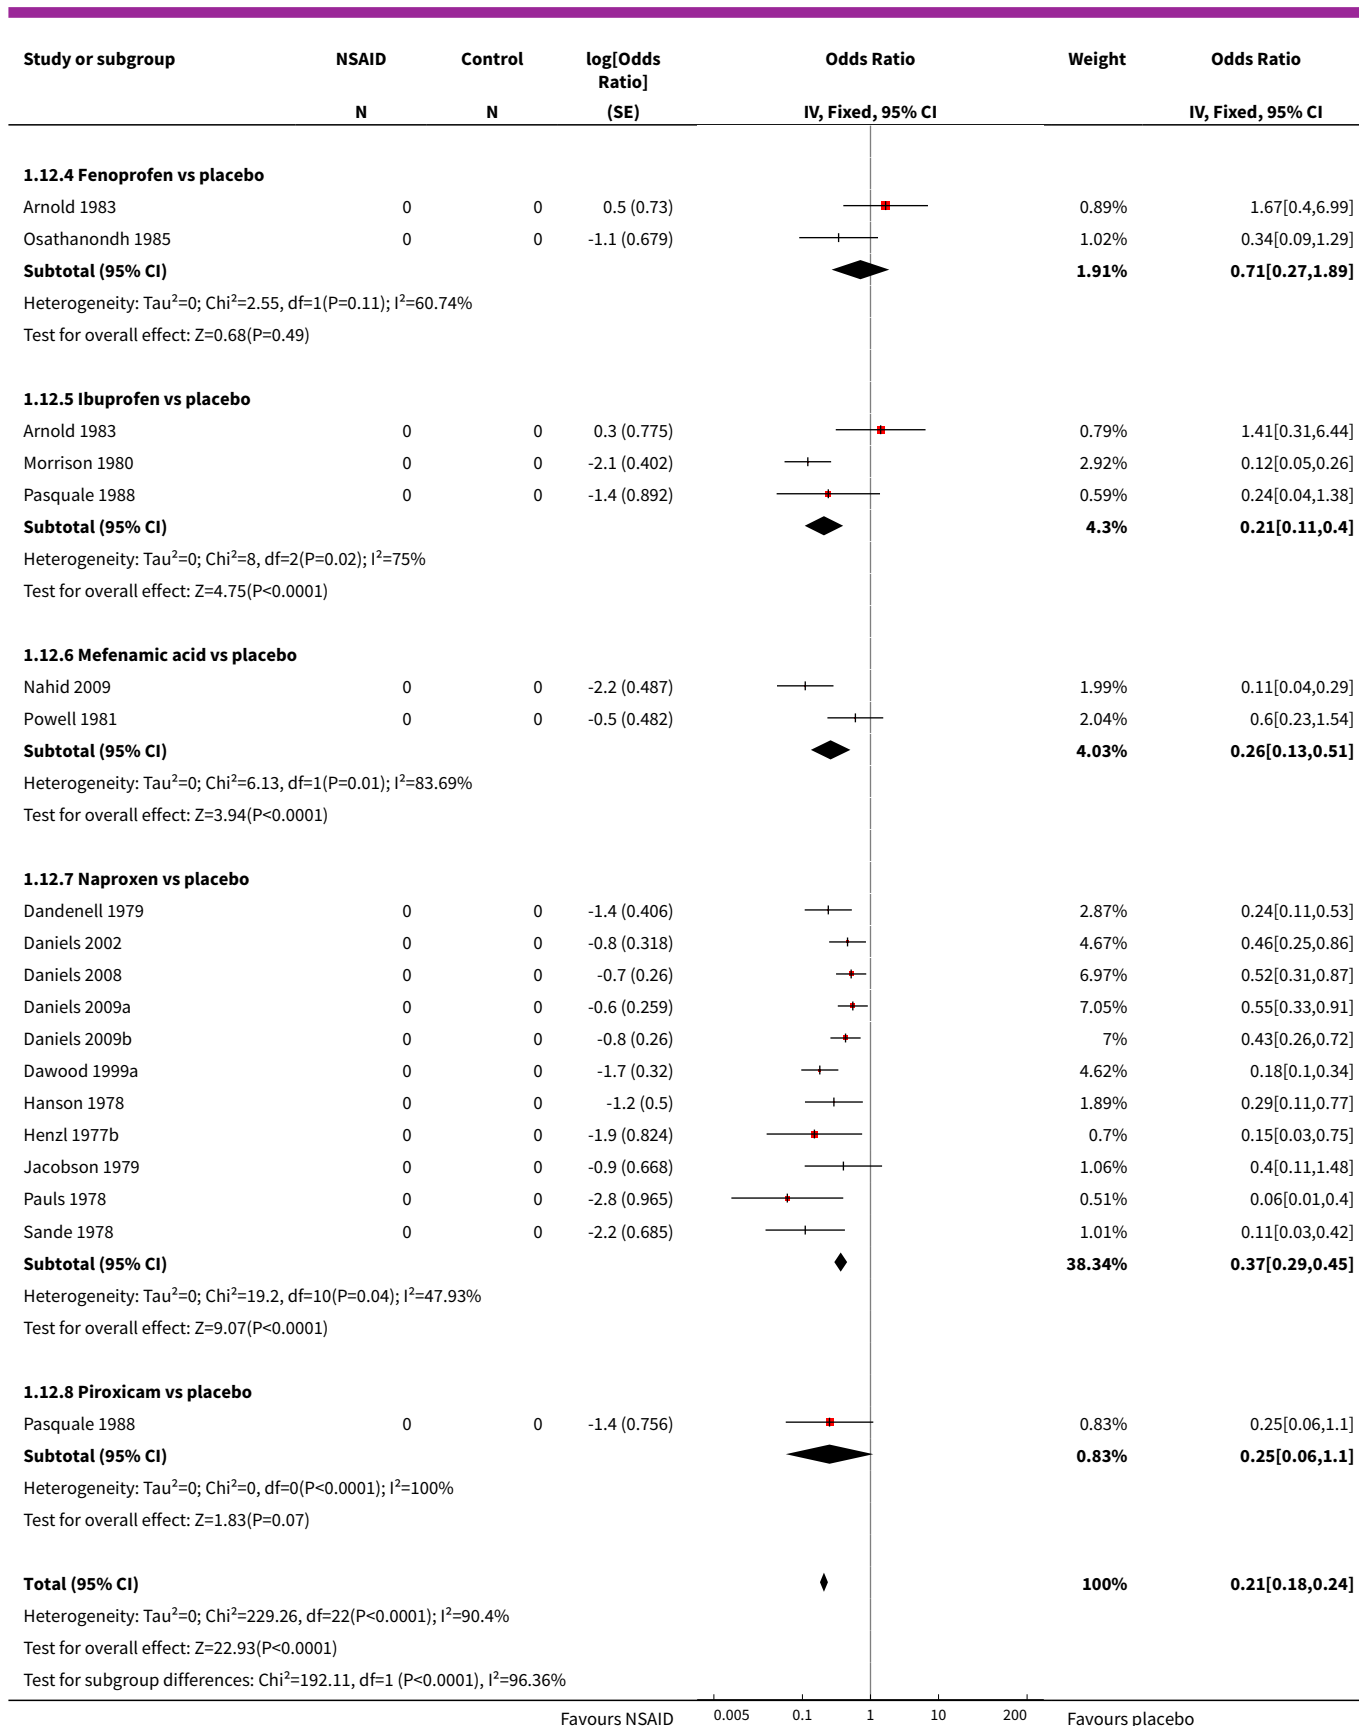 Study or subgroup NSAID Control log[Odds Ratio] Odds Ratio Weight Odds Ratio
N N (SE) IV, Fixed, 95% CI IV, Fixed, 95% CI
1.12.4 Fenoprofen vs placebo
Arnold 1983 0 0 0.5 (0.73) 0.89% 1.67[0.4,6.99]
Osathanondh 1985 0 0 -1.1 (0.679) 1.02% 0.34[0.09,1.29]
Subtotal (95% CI) 1.91% 0.71[0.27,1.89]
Heterogeneity: Tau²=0; Chi²=2.55, df=1(P=0.11); I²=60.74%
Test for overall effect: Z=0.68(P=0.49)
1.12.5 Ibuprofen vs placebo
Arnold 1983 0 0 0.3 (0.775) 0.79% 1.41[0.31,6.44]
Morrison 1980 0 0 -2.1 (0.402) 2.92% 0.12[0.05,0.26]
Pasquale 1988 0 0 -1.4 (0.892) 0.59% 0.24[0.04,1.38]
Subtotal (95% CI) 4.3% 0.21[0.11,0.4]
Heterogeneity: Tau²=0; Chi²=8, df=2(P=0.02); I²=75%
Test for overall effect: Z=4.75(P<0.0001)
1.12.6 Mefenamic acid vs placebo
Nahid 2009 0 0 -2.2 (0.487) 1.99% 0.11[0.04,0.29]
Powell 1981 0 0 -0.5 (0.482) 2.04% 0.6[0.23,1.54]
Subtotal (95% CI) 4.03% 0.26[0.13,0.51]
Heterogeneity: Tau²=0; Chi²=6.13, df=1(P=0.01); I²=83.69%
Test for overall effect: Z=3.94(P<0.0001)
1.12.7 Naproxen vs placebo
Dandenell 1979 0 0 -1.4 (0.406) 2.87% 0.24[0.11,0.53]
Daniels 2002 0 0 -0.8 (0.318) 4.67% 0.46[0.25,0.86]
Daniels 2008 0 0 -0.7 (0.26) 6.97% 0.52[0.31,0.87]
Daniels 2009a 0 0 -0.6 (0.259) 7.05% 0.55[0.33,0.91]
Daniels 2009b 0 0 -0.8 (0.26) 7% 0.43[0.26,0.72]
Dawood 1999a 0 0 -1.7 (0.32) 4.62% 0.18[0.1,0.34]
Hanson 1978 0 0 -1.2 (0.5) 1.89% 0.29[0.11,0.77]
Henzl 1977b 0 0 -1.9 (0.824) 0.7% 0.15[0.03,0.75]
Jacobson 1979 0 0 -0.9 (0.668) 1.06% 0.4[0.11,1.48]
Pauls 1978 0 0 -2.8 (0.965) 0.51% 0.06[0.01,0.4]
Sande 1978 0 0 -2.2 (0.685) 1.01% 0.11[0.03,0.42]
Subtotal (95% CI) 38.34% 0.37[0.29,0.45]
Heterogeneity: Tau²=0; Chi²=19.2, df=10(P=0.04); I²=47.93%
Test for overall effect: Z=9.07(P<0.0001)
1.12.8 Piroxicam vs placebo
Pasquale 1988 0 0 -1.4 (0.756) 0.83% 0.25[0.06,1.1]
Subtotal (95% CI) 0.83% 0.25[0.06,1.1]
Heterogeneity: Tau²=0; Chi²=0, df=0(P<0.0001); I²=100%
Test for overall effect: Z=1.83(P=0.07)
Total (95% CI) 100% 0.21[0.18,0.24]
Heterogeneity: Tau²=0; Chi²=229.26, df=22(P<0.0001); I²=90.4%
Test for overall effect: Z=22.93(P<0.0001)
Test for subgroup differences: Chi²=192.11, df=1 (P<0.0001), I²=96.36%
Favours NSAID 0.005 0.1 1 10 200 Favours placebo